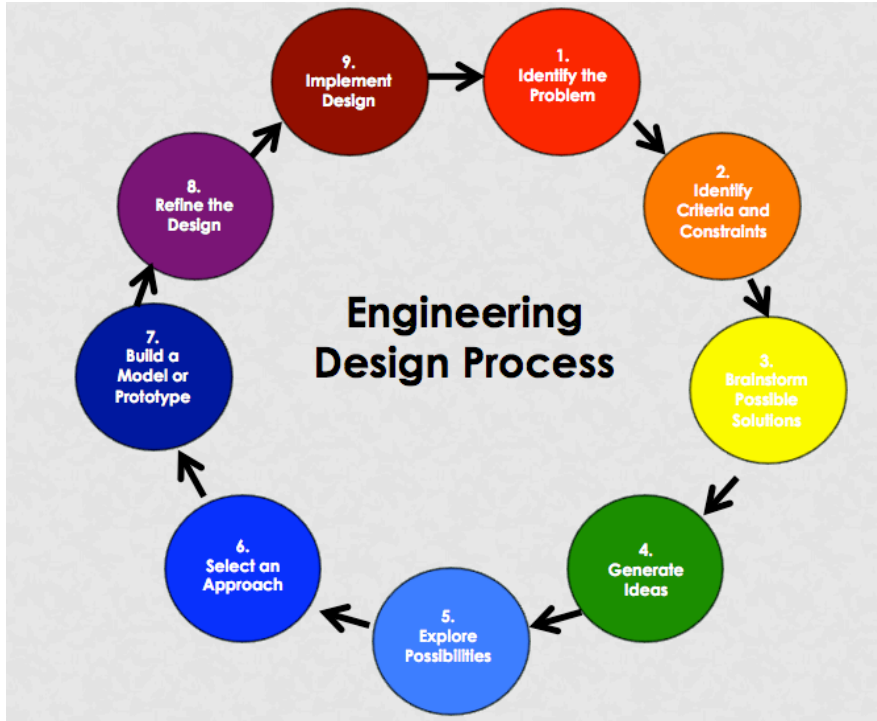 Engineering
Design Process
1.
Identify the
Problem
2.
Identify
Criteria and
Constraints
3.
Brainstorm
Possible
Solutions
4.
Generate
Ideas
5.
Explore
Possibilities
6.
Select an
Approach
7.
Build a
Model or
Prototype
8.
Refine the
Design
9.
Implement
Design